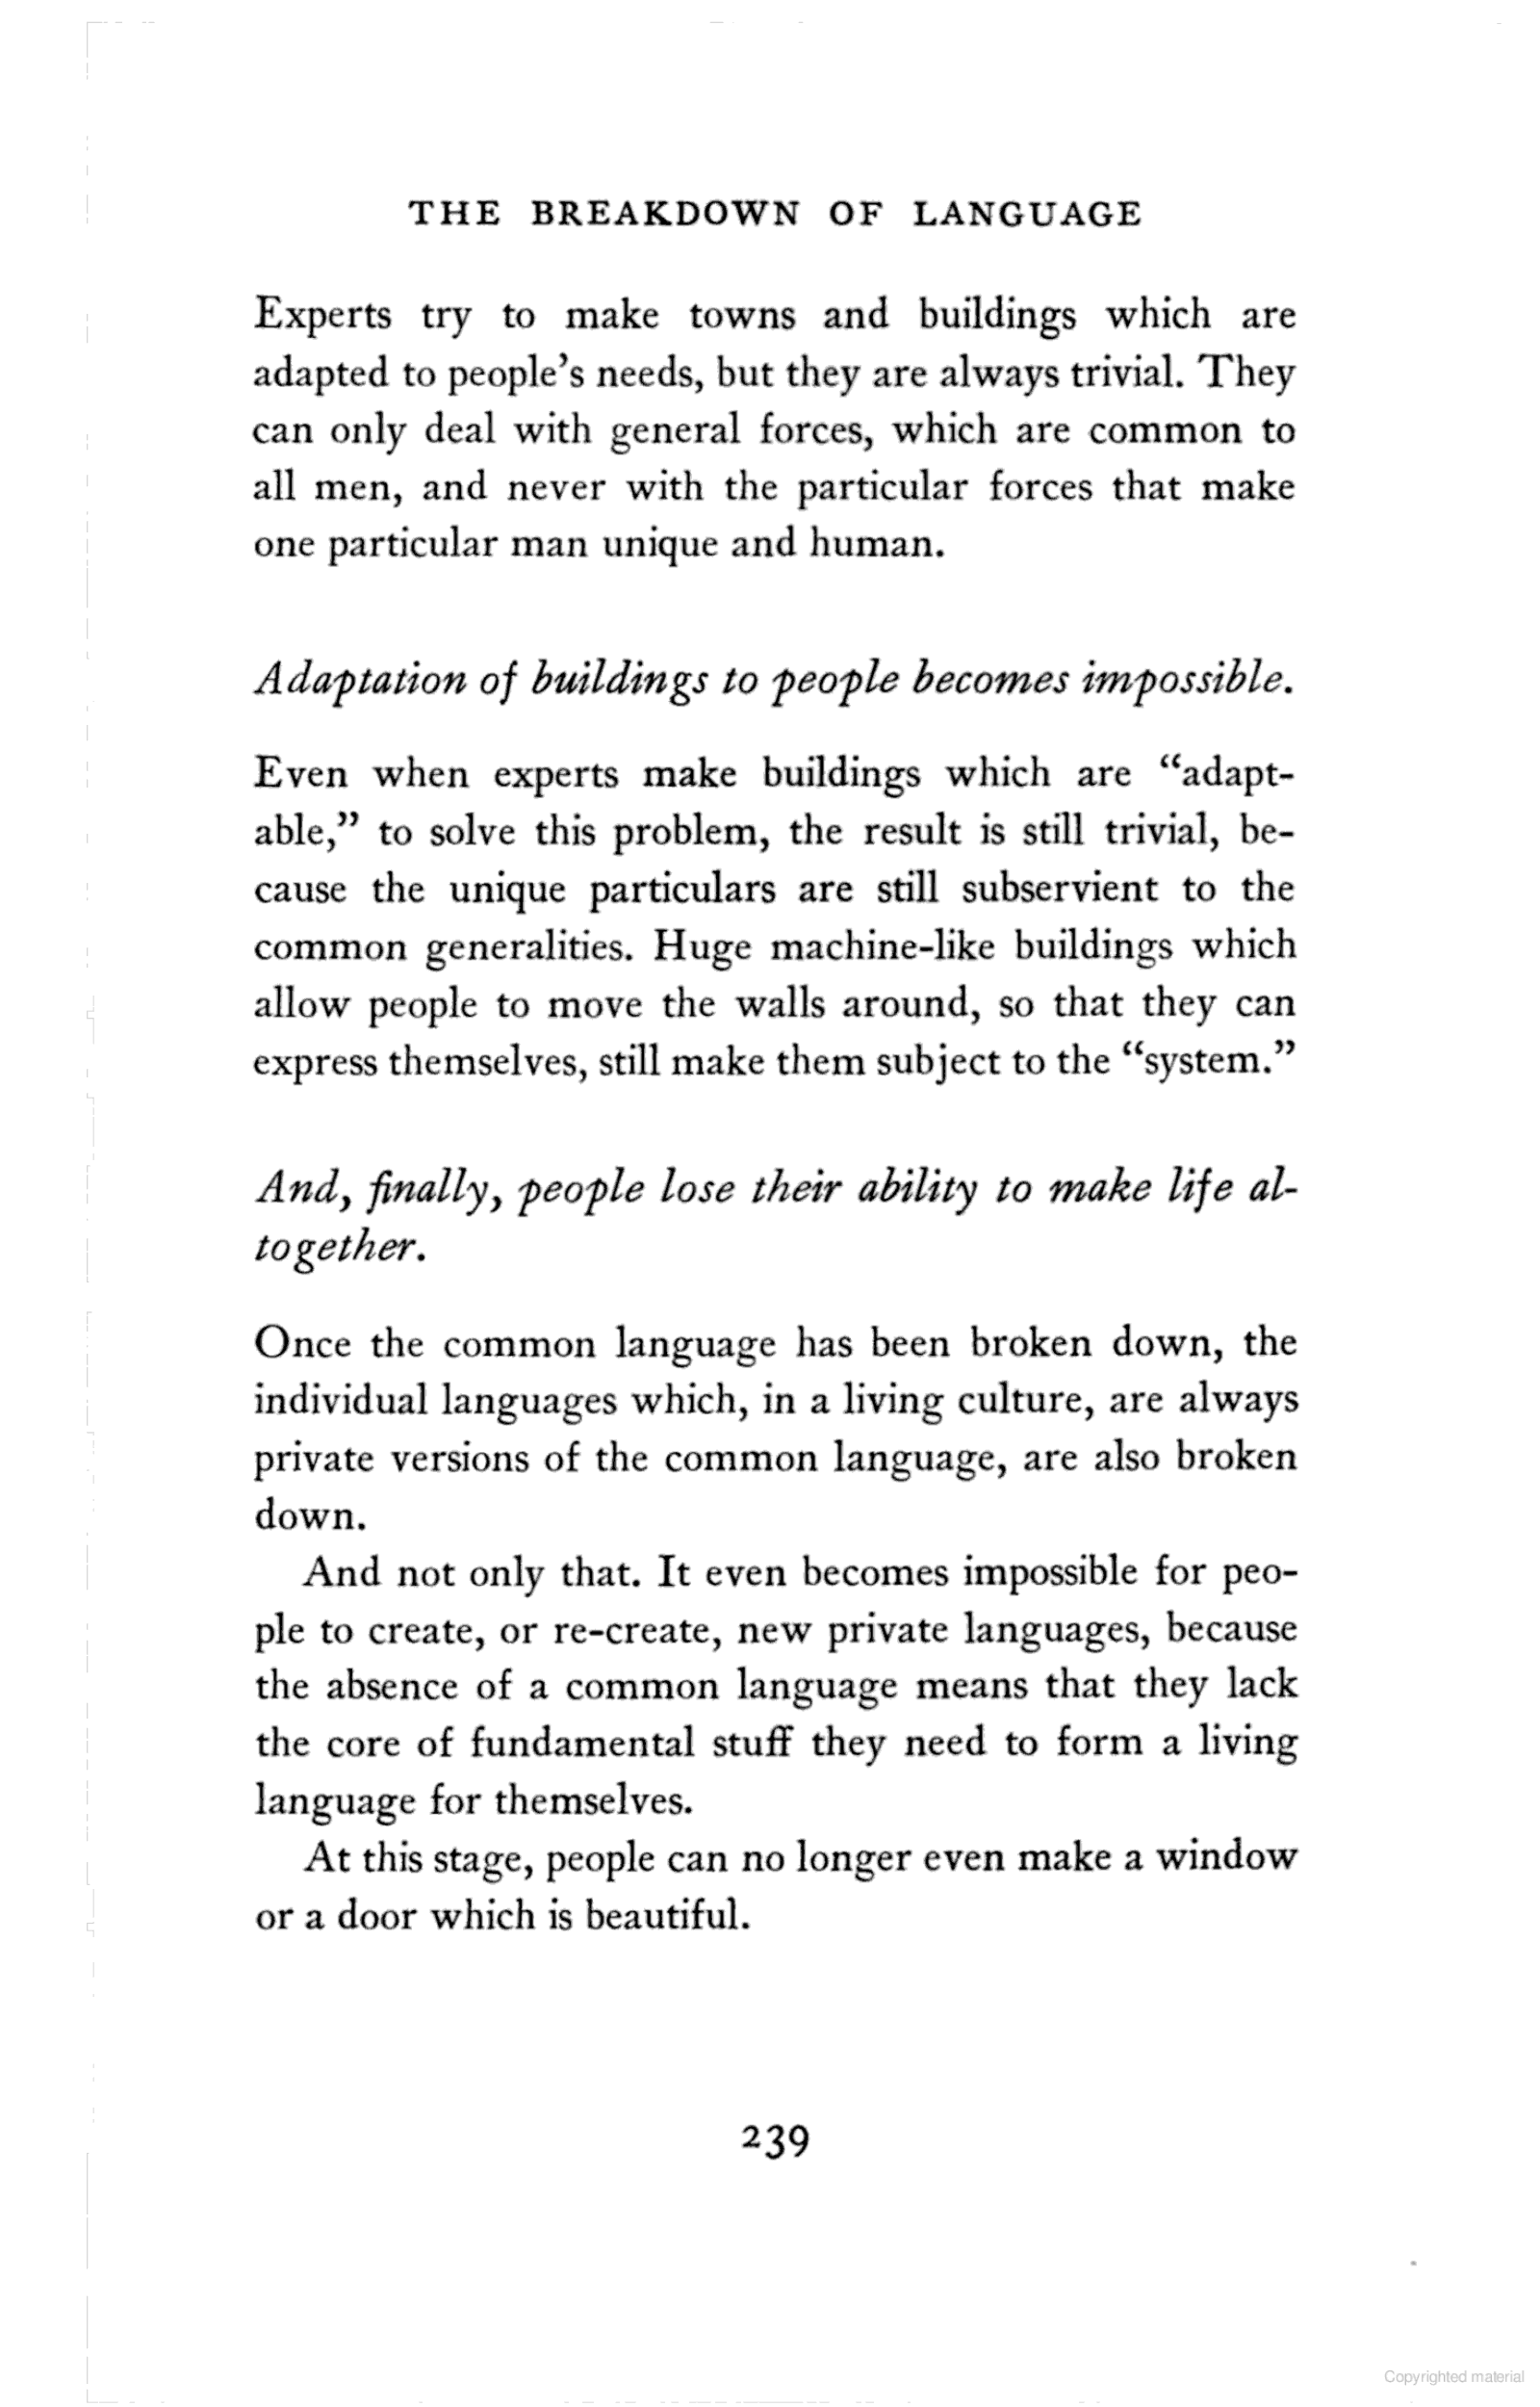 THE BREAKDOWN OF LANGUAGE
Experts try to make towns and buildings which are
adapted to people’s needs, but they are always trivial. They
can only deal with general forces, which are common to
all men, and never with the particular forces that make
one particular man unique and human.
Adaptation of buildings to people becomes impossible.
Even when experts make buildings which are “adapt-
able,” to solve this problem, the result is still trivial, be-
cause the unique particulars are still subservient to the
common generalities. Huge machine-like buildings which
allow people to move the walls around, so that they can
express themselves, still make them subject to the “system.”
And, finally, people lose their ability to make life al-
together.
Once the common language has been broken down, the
individual languages which, in a living culture, are always
private versions of the common language, are also broken
down.
And not only that. It even becomes impossible for peo-
ple to create, or re-create, new private languages, because
the absence of a common language means that they lack
the core of fundamental stuff they need to form a living
language for themselves.
At this stage, people can no longer even make a window
or a door which is beautiful.
239
Copyrighted material